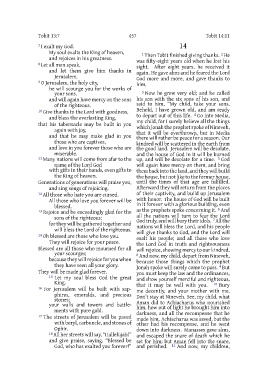 Tobit 13:7
457
Tobit 14:11
7 I exalt my God.
My soul exalts the King of heaven,
and rejoices in his greatness.
8 Let all men speak,
and let them give him thanks in
Jerusalem.
9 O Jerusalem, the holy city,
he will scourge you for the works of
your sons,
and will again have mercy on the sons
of the righteous.
10 Give thanks to the Lord with goodness,
and bless the everlasting King,
that his tabernacle may be built in you
again with joy,
and that he may make glad in you
those who are captives,
and love in you forever those who are
miserable.
11 Many nations will come from afar to the
name of the Lord God
with gifts in their hands, even gifts to
the King of heaven.
Generations of generations will praise you,
and sing songs of rejoicing.
12 All those who hate you are cursed.
All those who love you forever will be
blessed.
13 Rejoice and be exceedingly glad for the
sons of the righteous;
for they will be gathered together and
will bless the Lord of the righteous.
14 Oh blessed are those who love you.
They will rejoice for your peace.
Blessed are all those who mourned for all
your scourges;
because they will rejoice for you when
they have seen all your glory.
They will be made glad forever.
15 Let my soul bless God the great
King.
16 For Jerusalem will be built with sap-
phires, emeralds, and precious
stones;
your walls and towers and battle-
ments with pure gold.
17 The streets of Jerusalem will be paved
with beryl, carbuncle, and stones of
Ophir.
18 All her streets will say, “Hallelujah!”
and give praise, saying, “Blessed be
God, who has exalted you forever!”
14
1 Then Tobit finished giving thanks. 2 He
was fifty-eight years old when he lost his
sight. After eight years, he received it
again. He gave alms and he feared the Lord
God more and more, and gave thanks to
him.
3 Now he grew very old; and he called
his son with the six sons of his son, and
said to him, “My child, take your sons.
Behold, I have grown old, and am ready
to depart out of this life. 4 Go into Media,
my child, for I surely believe all the things
which Jonah the prophet spoke of Nineveh,
that it will be overthrown, but in Media
there will rather be peace for a season. Our
kindred will be scattered in the earth from
the good land. Jerusalem will be desolate,
and the house of God in it will be burned
up, and will be desolate for a time. 5 God
will again have mercy on them, and bring
them back into the land, and they will build
the house, but not like to the former house,
until the times of that age are fulfilled.
Afterward they will return from the places
of their captivity, and build up Jerusalem
with honor. The house of God will be built
in it forever with a glorious building, even
as the prophets spoke concerning it. 6 And
all the nations will turn to fear the Lord
God truly, and will bury their idols. 7 All the
nations will bless the Lord, and his people
will give thanks to God, and the Lord will
exalt his people; and all those who love
the Lord God in truth and righteousness
will rejoice, showing mercy to our kindred.
8 And now, my child, depart from Nineveh,
because those things which the prophet
Jonah spoke will surely come to pass. 9 But
you must keep the law and the ordinances,
and show yourself merciful and righteous,
that it may be well with you. 10 Bury
me decently, and your mother with me.
Don’t stay at Nineveh. See, my child, what
Aman did to Achiacharus who nourished
him, how out of light he brought him into
darkness, and all the recompense that he
made him. Achiacharus was saved, but the
other had his recompense, and he went
down into darkness. Manasses gave alms,
and escaped the snare of death which he
set for him; but Aman fell into the snare,
and perished. 11 And now, my children,